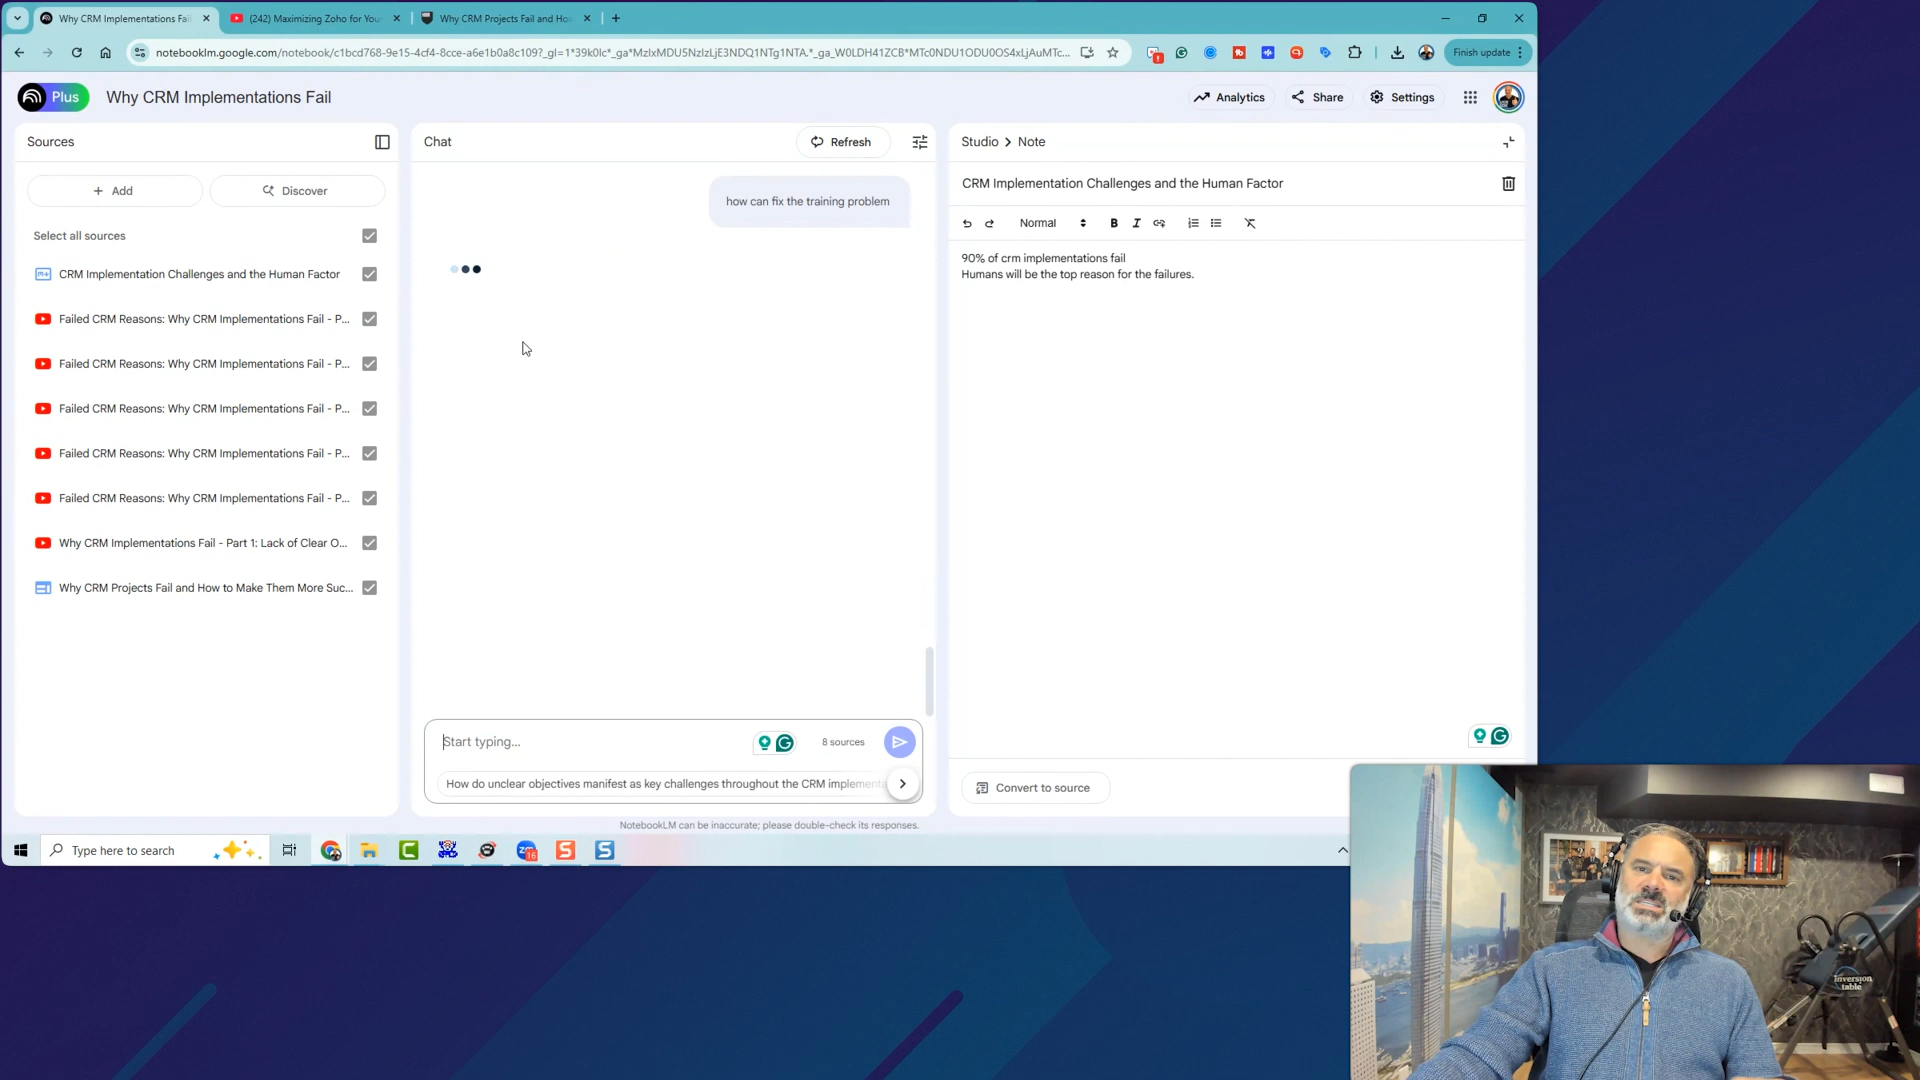 Why CRM Implementations Fail
(242) Maximizing Zoho for You
Why CRM Projects Fail and How
notebooklm.google.com/notebook/c1bcd768-9e15-4cf4-8cce-a6e1b0a8c109?_gl=1*39k0lc*_ga*MzIxMDU5NzIzLjE3NDQ1NTg1NTA.*_ga_W0LDH41ZCB*MTc0NDU1ODU0OS4xLjAuMTc...
Finish update
Plus
Why CRM Implementations Fail
Analytics
Share
Settings
Sources
Add
Discover
Select all sources
CRM Implementation Challenges and the Human Factor
Failed CRM Reasons: Why CRM Implementations Fail - P...
Failed CRM Reasons: Why CRM Implementations Fail - P...
Failed CRM Reasons: Why CRM Implementations Fail - P...
Failed CRM Reasons: Why CRM Implementations Fail - P...
Failed CRM Reasons: Why CRM Implementations Fail - P...
Why CRM Implementations Fail - Part 1: Lack of Clear O...
Why CRM Projects Fail and How to Make Them More Suc...
Chat
Refresh
how can fix the training problem
Start typing...
8 sources
How do unclear objectives manifest as key challenges throughout the CRM implementa
NotebookLM can be inaccurate; please double-check its responses.
Studio > Note
CRM Implementation Challenges and the Human Factor
Normal
B
90% of crm implementations fail
Humans will be the top reason for the failures.
Convert to source
Type here to search
16
Inversion
table